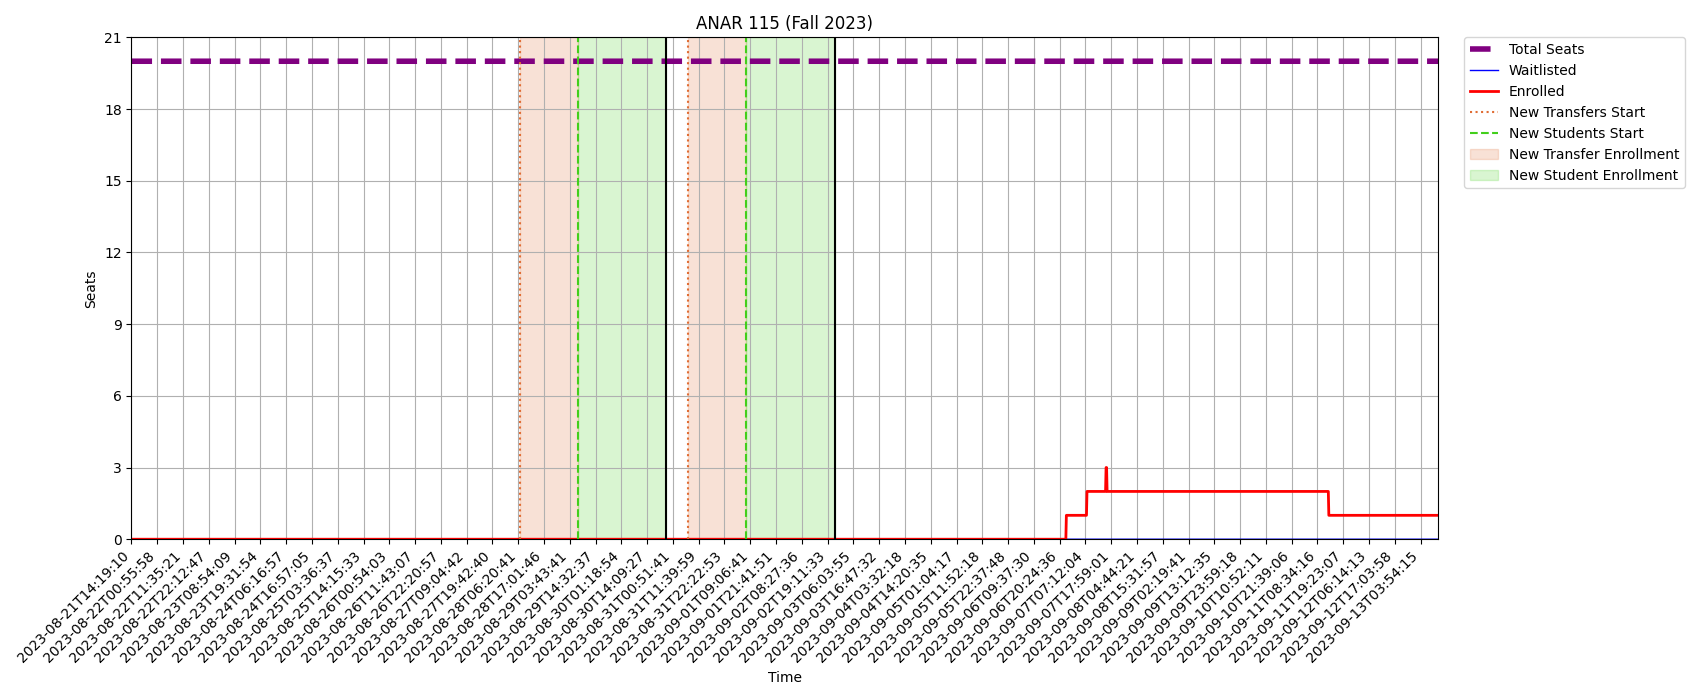 ANAR 115 (Fall 2023)
21
18
15
12
9
6
3
0
Seats
Total Seats
Waitlisted
Enrolled
New Transfers Start
New Students Start
New Transfer Enrollment
New Student Enrollment
2023-08-21T14:19:10
2023-08-22T00:55:58
2023-08-22T11:35:21
2023-08-22T22:12:47
2023-08-23T08:54:09
2023-08-23T19:31:54
2023-08-24T06:16:57
2023-08-24T16:57:05
2023-08-25T03:36:37
2023-08-25T14:15:33
2023-08-26T00:54:03
2023-08-26T11:43:07
2023-08-26T22:20:57
2023-08-27T09:04:42
2023-08-27T19:42:40
2023-08-28T06:20:41
2023-08-28T17:01:46
2023-08-29T03:43:41
2023-08-29T14:32:37
2023-08-30T01:18:54
2023-08-30T14:09:27
2023-08-31T00:51:41
2023-08-31T11:39:59
2023-08-31T22:22:53
2023-09-01T09:06:41
2023-09-01T21:41:51
2023-09-02T08:27:36
2023-09-02T19:11:33
2023-09-03T06:03:55
2023-09-03T16:47:32
2023-09-04T03:32:18
2023-09-04T14:20:35
2023-09-05T01:04:17
2023-09-05T11:52:18
2023-09-05T22:37:48
2023-09-06T09:37:30
2023-09-06T20:24:36
2023-09-07T07:12:04
2023-09-07T17:59:01
2023-09-08T04:44:21
2023-09-08T15:31:57
2023-09-09T02:19:41
2023-09-09T13:12:35
2023-09-09T23:59:18
2023-09-10T10:52:11
2023-09-10T21:39:06
2023-09-11T08:34:16
2023-09-11T19:23:07
2023-09-12T06:14:13
2023-09-12T17:03:58
2023-09-13T03:54:15
Time